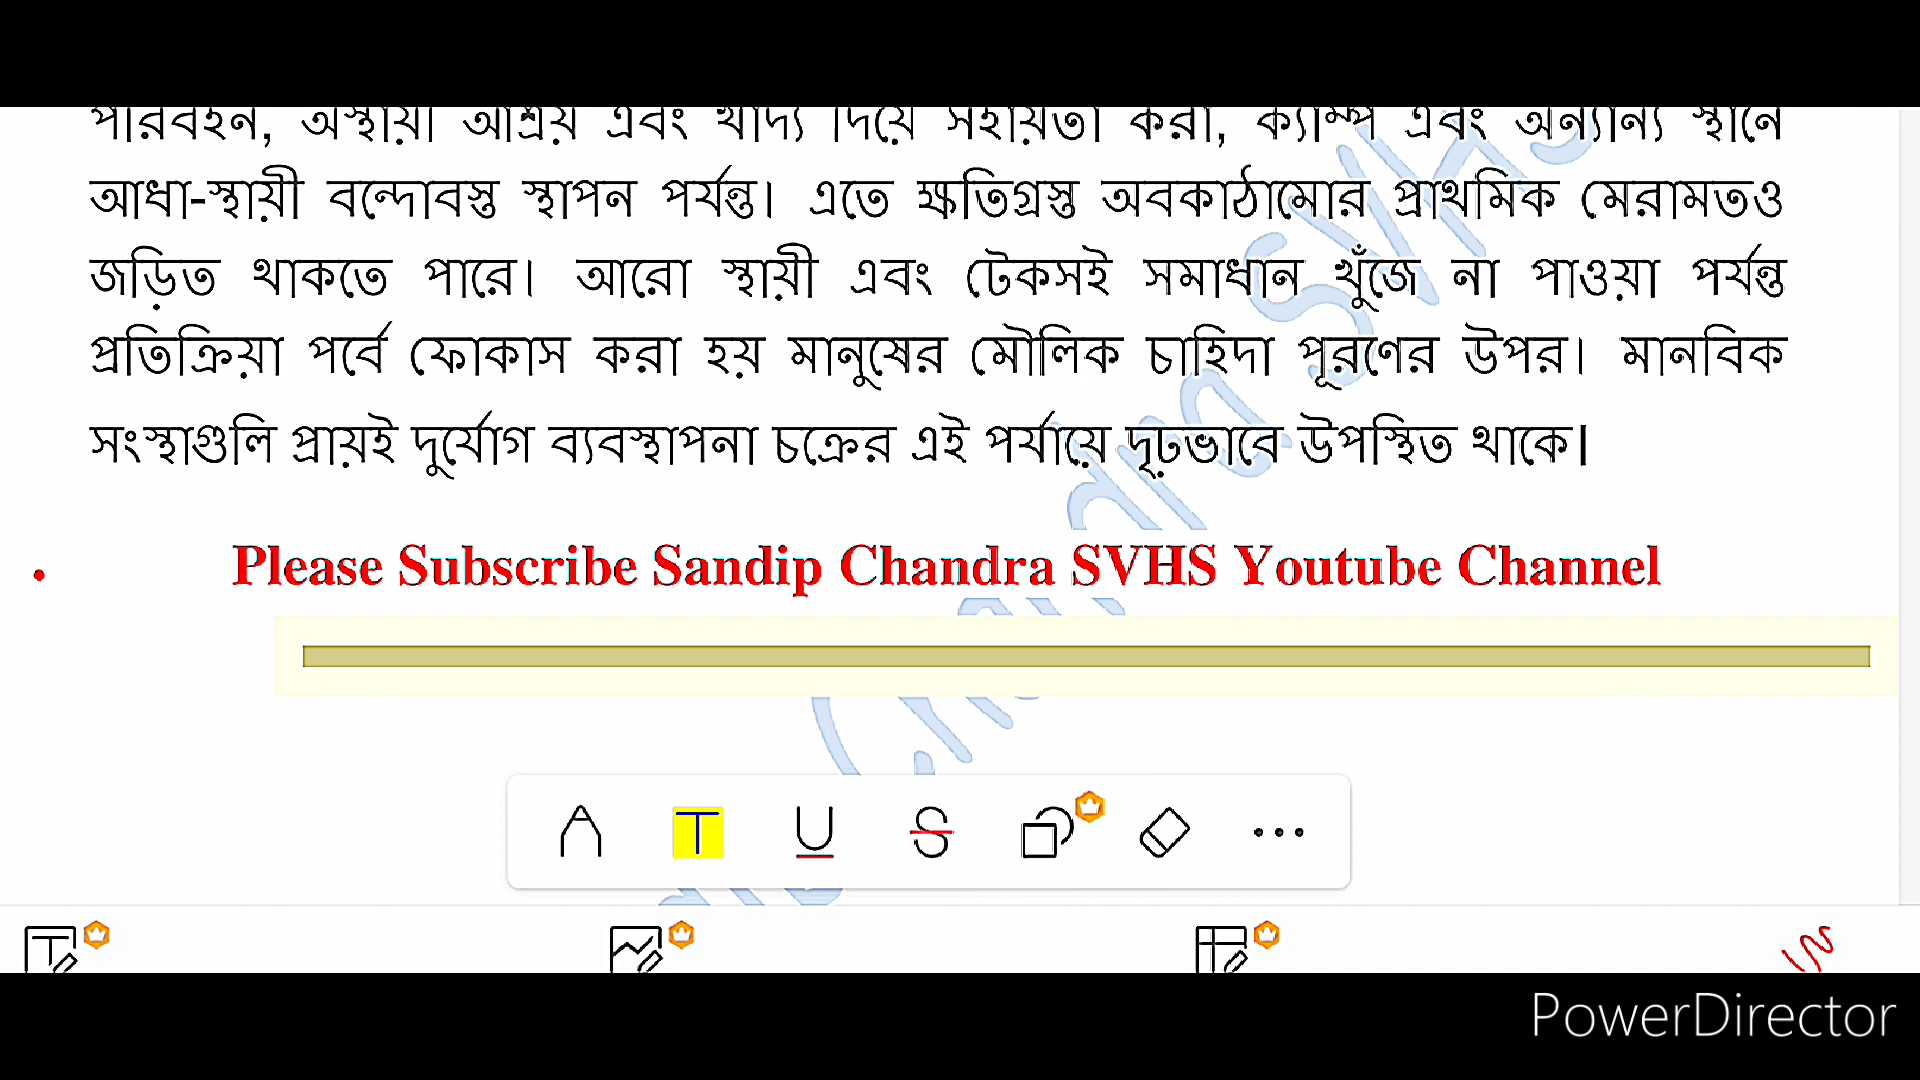 পরিবহন, অস্থায়ী আশ্রয় এবং খাদ্য দিয়ে সহায়তা করা, ক্যাম্প এবং অন্যান্য স্থানে
আধা-স্থায়ী বন্দোবস্ত স্থাপন পর্যন্ত। এতে ক্ষতিগ্রস্ত অবকাঠামোর প্রাথমিক মেরামতও
জড়িত থাকতে পারে। আরো স্থায়ী এবং টেকসই সমাধান খুঁজে না পাওয়া পর্যন্ত
প্রতিক্রিয়া পর্বে ফোকাস করা হয় মানুষের মৌলিক চাহিদা পূরণের উপর। মানবিক
সংস্থাগুলি প্রায়ই দুর্যোগ ব্যবস্থাপনা চক্রের এই পর্যায়ে দৃঢ়ভাবে উপস্থিত থাকে।
Please Subscribe Sandip Chandra SVHS Youtube Channel
PowerDirector